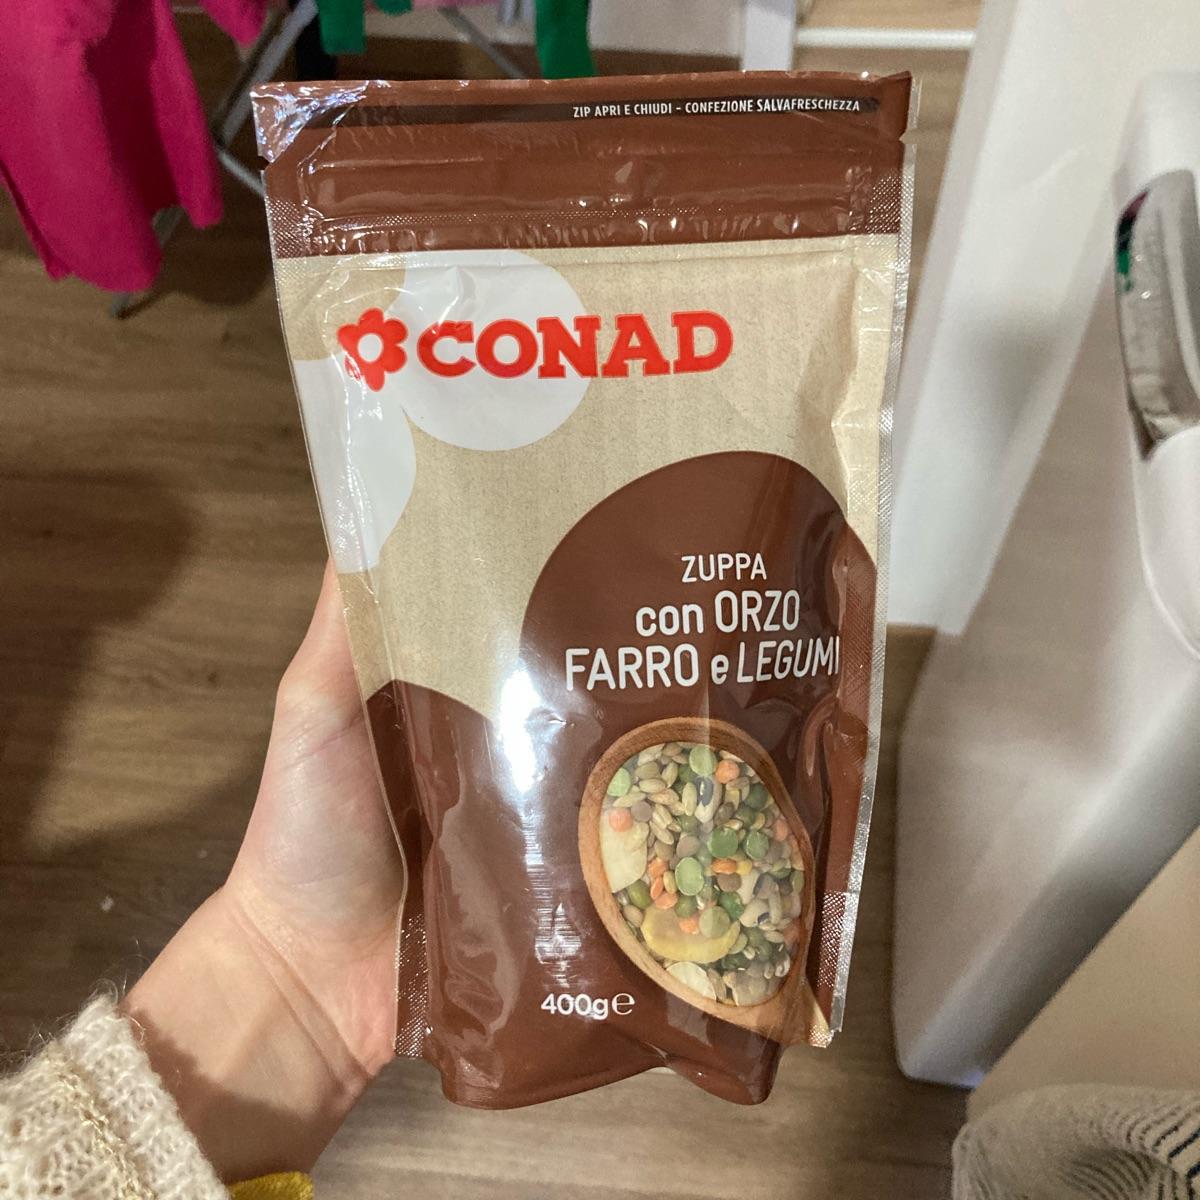 ZIP APRI E CHIUDI - CONFEZIONE SALVAFRESCHEZZA
CONAD
ZUPPA
con ORZO
FARRO e LEGUMI
400g℮